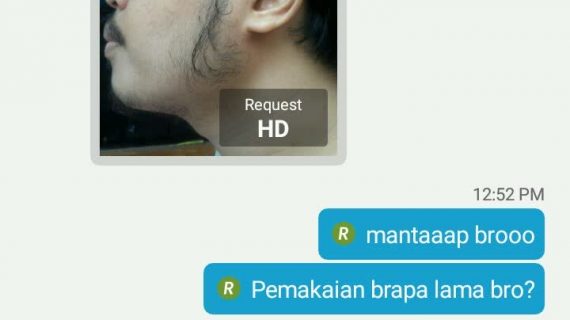 Request
HD
12:52 PM
R mantaaap brooo
R Pemakaian brapa lama bro?